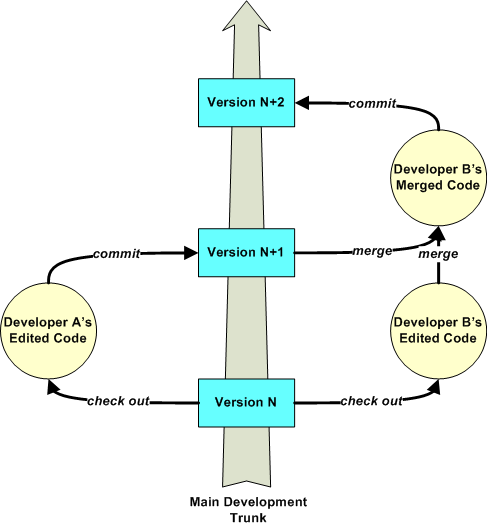 Version N+2
commit
Developer B's
Merged Code
commit
Version N+1
merge
merge
Developer A's
Edited Code
Developer B's
Edited Code
check out
Version N
check out
Main Development
Trunk